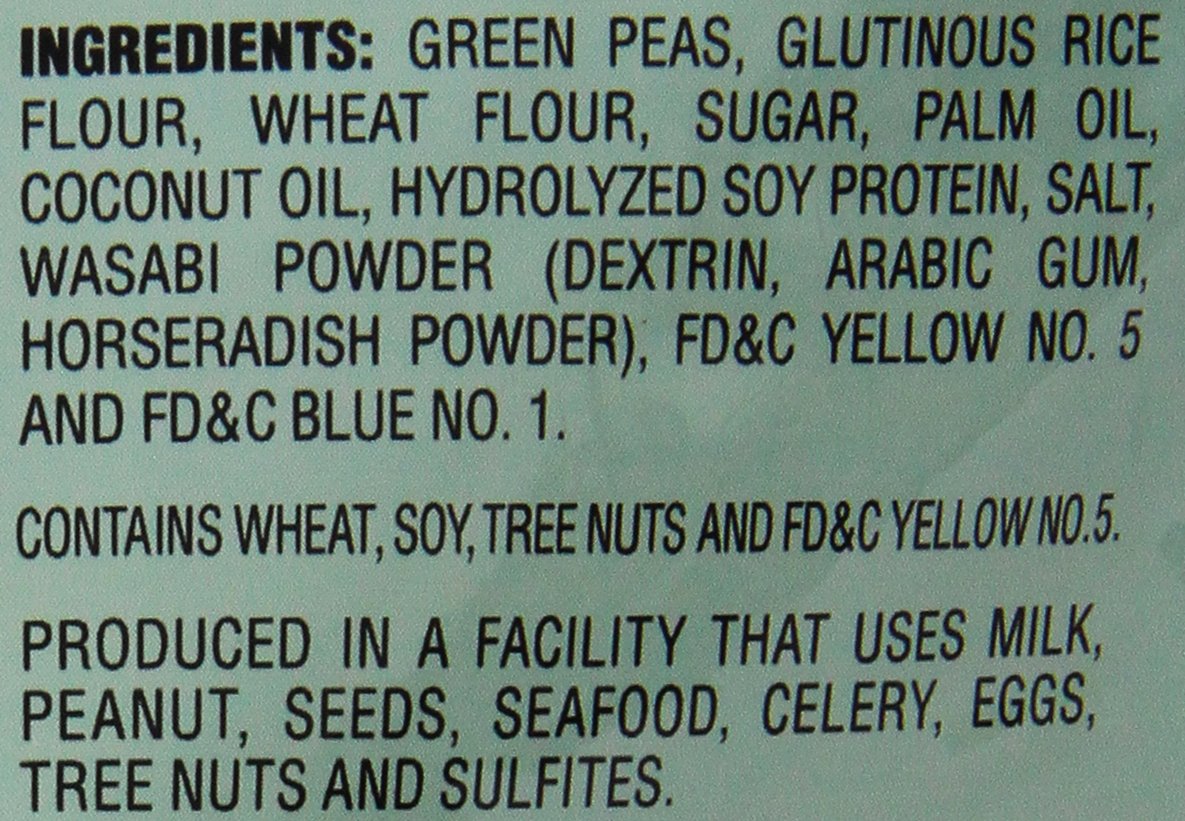 INGREDIENTS: GREEN PEAS, GLUTINOUS RICE
FLOUR, WHEAT FLOUR, SUGAR, PALM OIL,
COCONUT OIL, HYDROLYZED SOY PROTEIN, SALT,
WASABI POWDER (DEXTRIN, ARABIC GUM,
HORSERADISH POWDER), FD&C YELLOW NO. 5
AND FD&C BLUE NO. 1.
CONTAINS WHEAT, SOY, TREE NUTS AND FD&C YELLOW NO.5.
PRODUCED IN A FACILITY THAT USES MILK,
PEANUT, SEEDS, SEAFOOD, CELERY, EGGS,
TREE NUTS AND SULFITES.